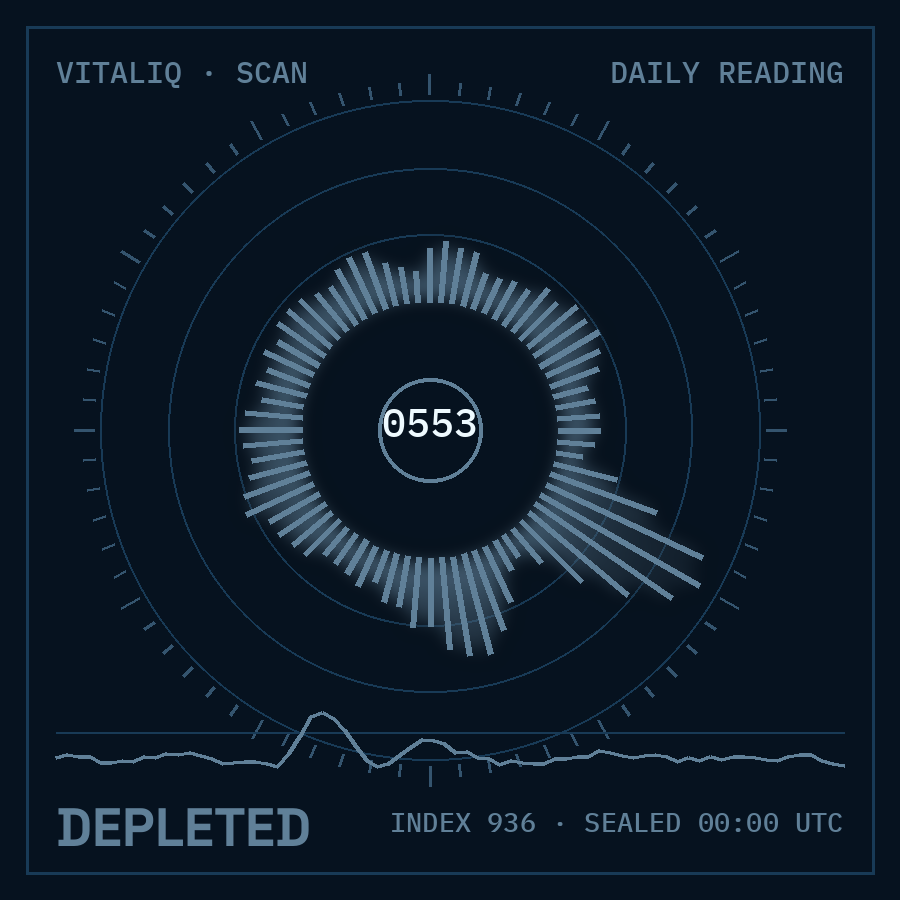 VITALIQ · SCAN
DAILY READING
0553
DEPLETED
INDEX 936 · SEALED 00:00 UTC